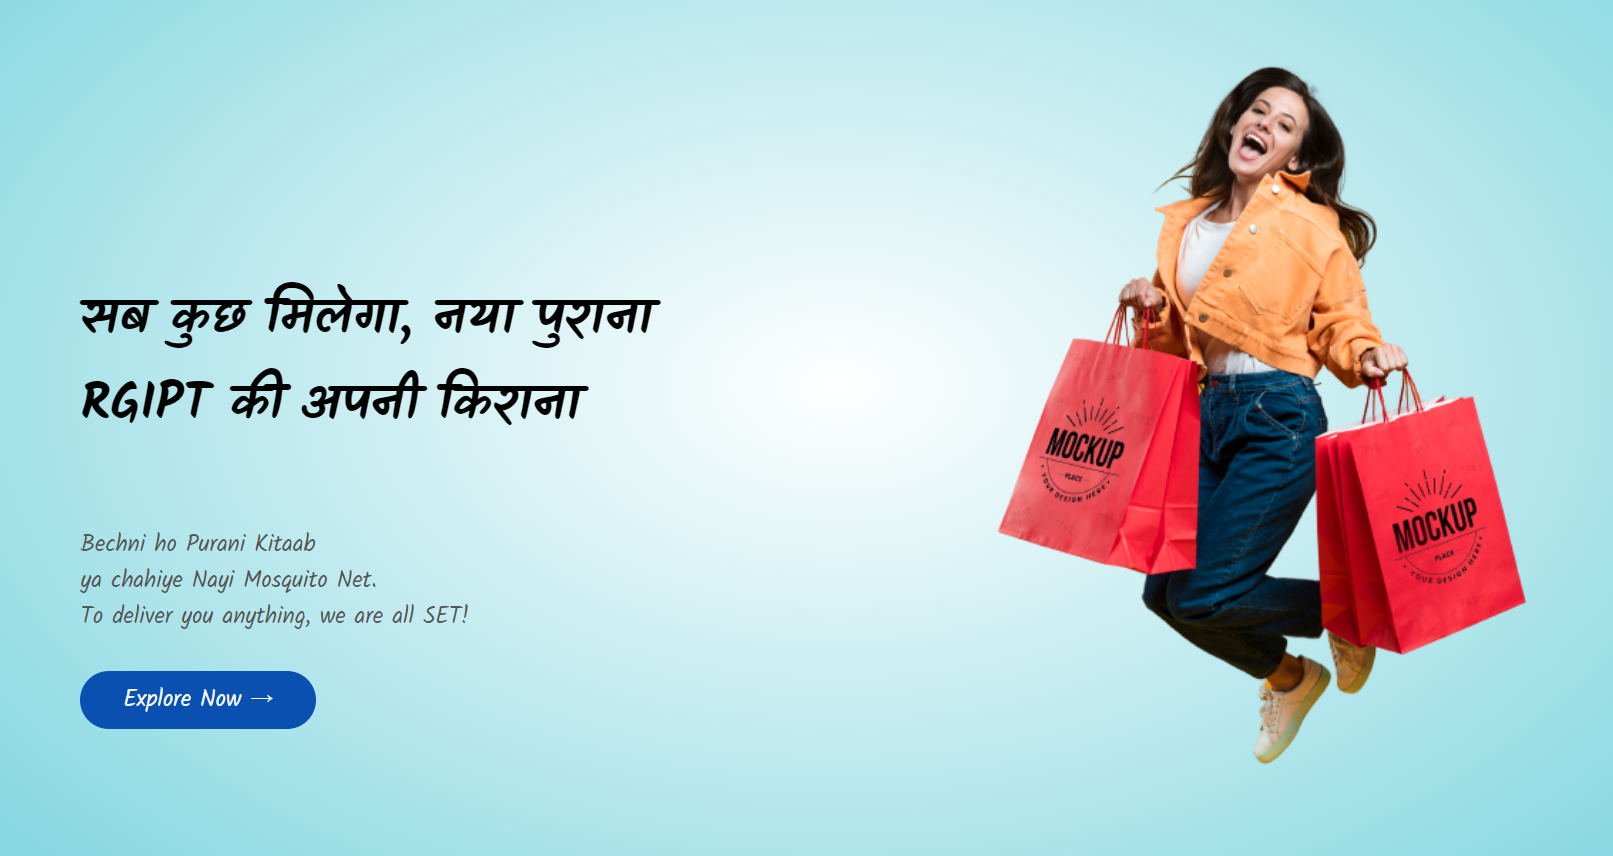 सब कुछ मिलेगा, नया पुराना
RGIPT की अपनी किराना
Bechni ho Purani Kitaab
ya chahiye Nayi Mosquito Net.
To deliver you anything, we are all SET!
Explore Now →
MOCKUP
PLACE
YOUR DESIGN HERE
MOCKUP
PLACE
YOUR DESIGN HERE